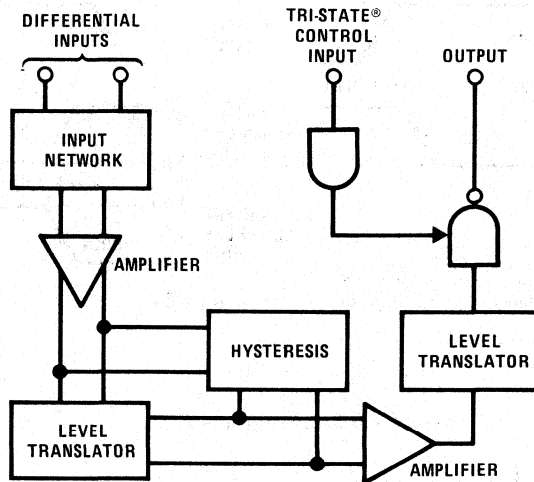 DIFFERENTIAL
INPUTS
TRI-STATE®
CONTROL
INPUT
OUTPUT
INPUT
NETWORK
AMPLIFIER
HYSTERESIS
LEVEL
TRANSLATOR
LEVEL
TRANSLATOR
AMPLIFIER